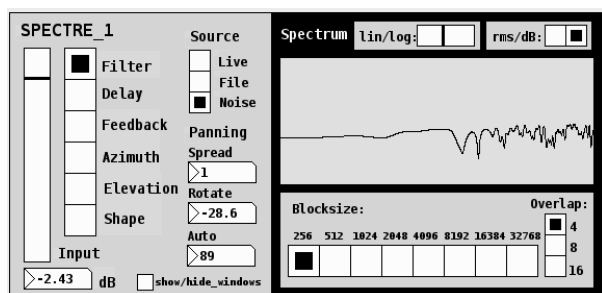 SPECTRE_1
Source
Filter
Delay
Feedback
Azimuth
Elevation
Shape
Live
File
Noise
Panning
Spread
1
Rotate
-28.6
Auto
89
Input
-2.43 dB
show/hide_windows
Spectrum lin/log: rms/dB:
Blocksize: Overlap:
256 512 1024 2048 4096 8192 16384 32768
4
8
16